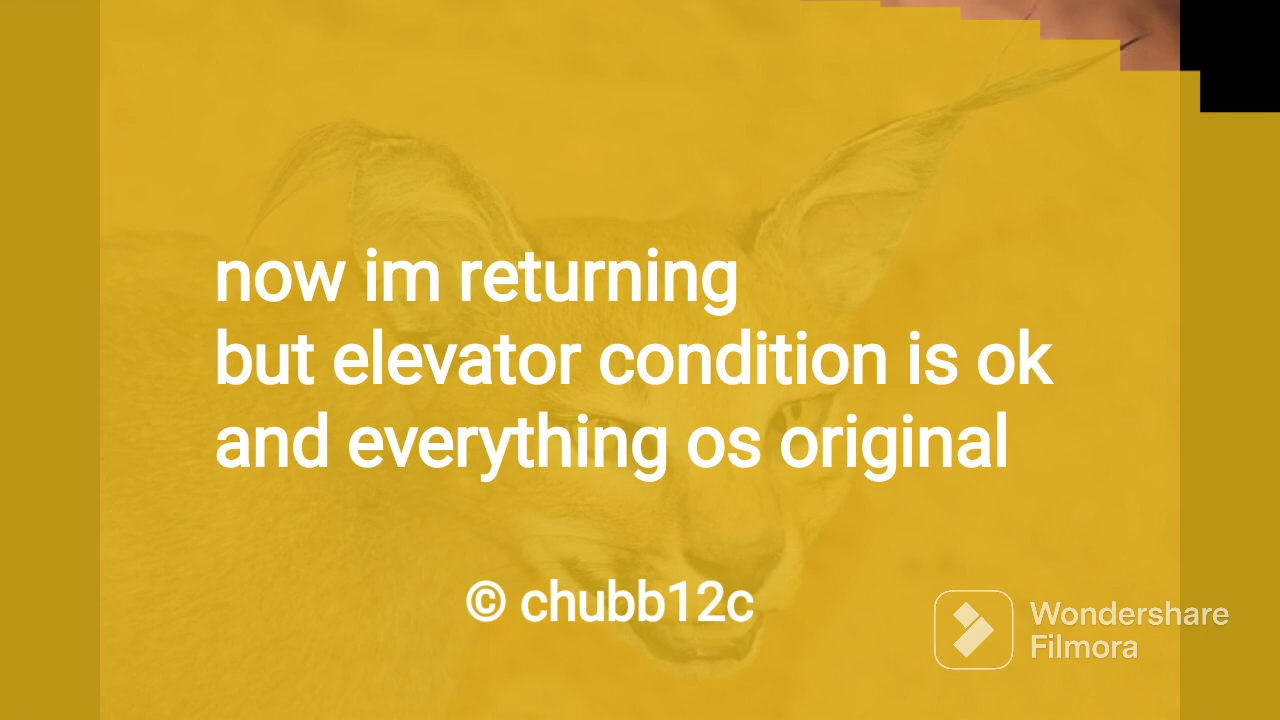 now im returning
but elevator condition is ok
and everything os original
© chubb12c
Wondershare
Filmora